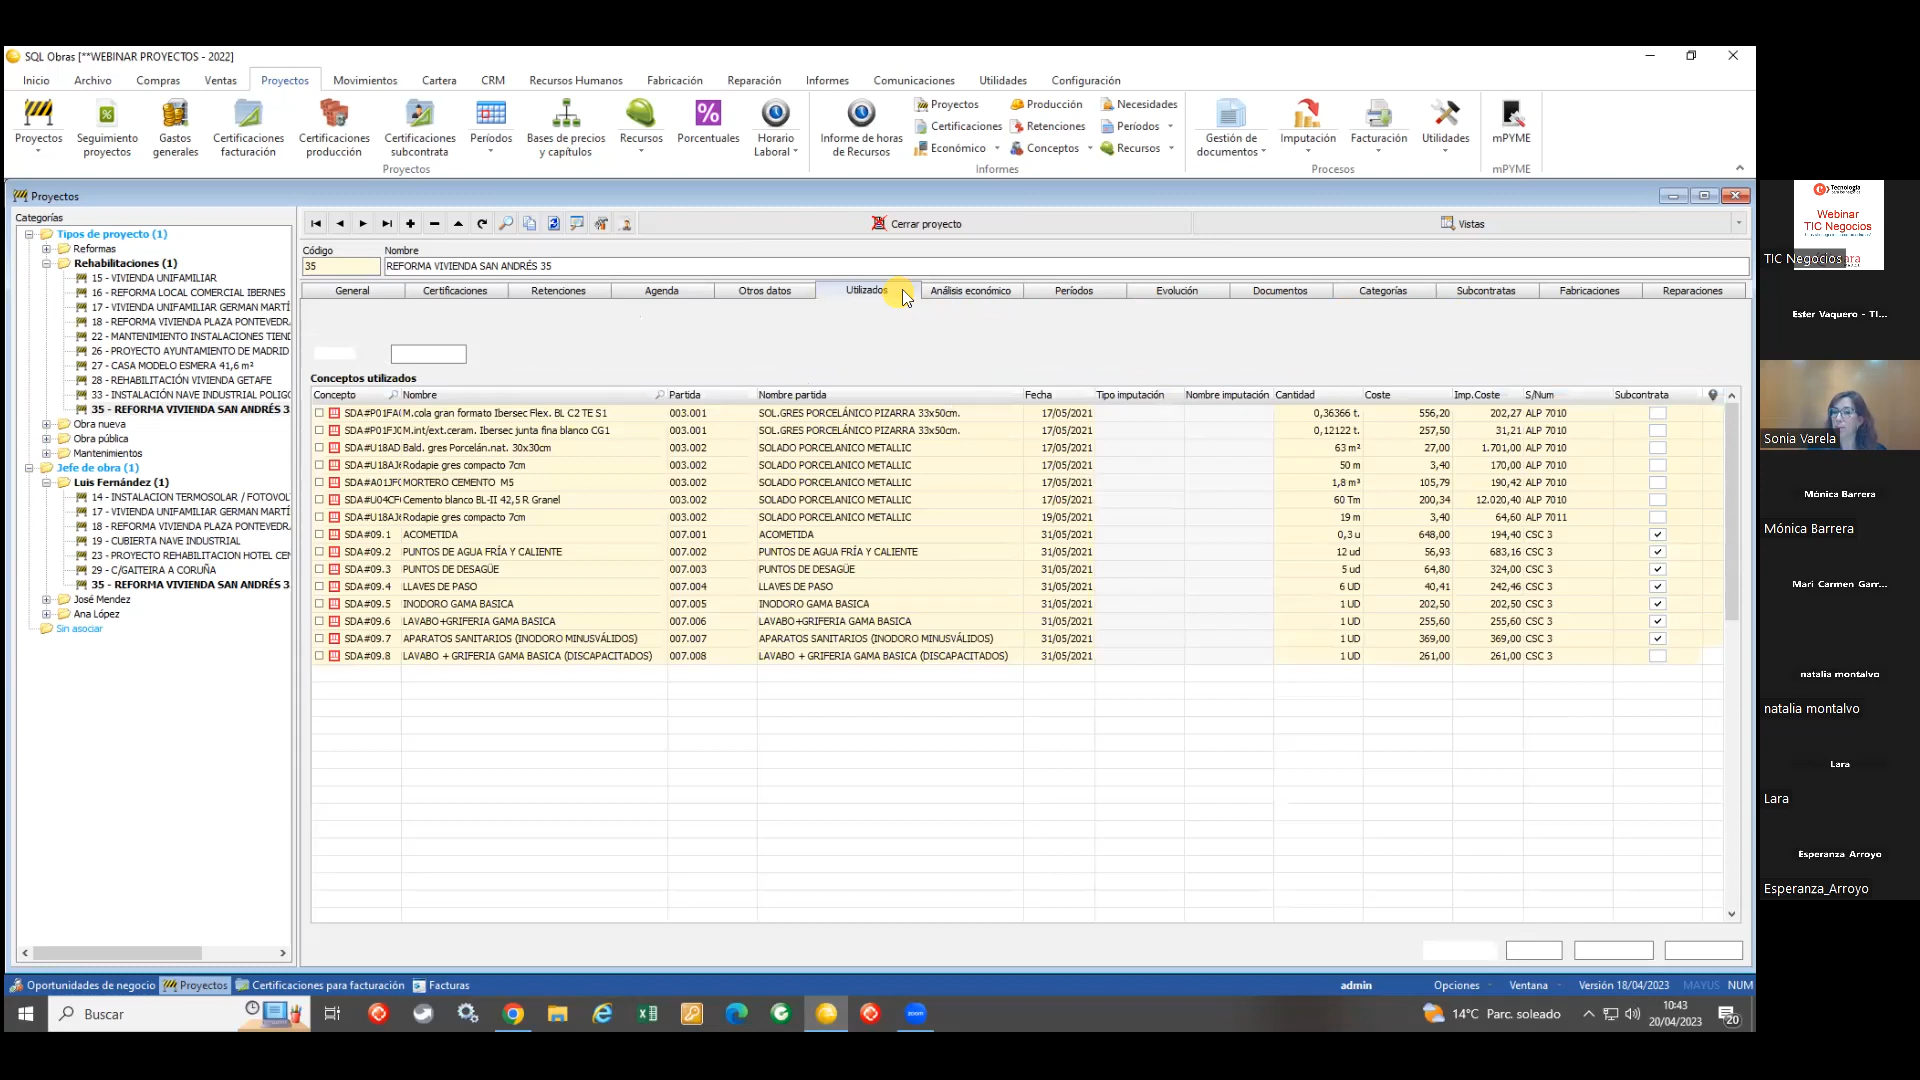 SQL Obras [**WEBINAR PROYECTOS - 2022]
Inicio Archivo Compras Ventas Proyectos Movimientos Cartera CRM Recursos Humanos Fabricación Reparación Informes Comunicaciones Utilidades Configuración
Proyectos
Seguimiento proyectos
Gastos generales
Certificaciones facturación
Certificaciones producción
Certificaciones subcontrata
Períodos
Bases de precios y capítulos
Recursos
Porcentuales
Horario Laboral
Informe de horas de Recursos
Proyectos Producción Necesidades
Certificaciones Retenciones Períodos
Económico Conceptos Recursos
Gestión de documentos
Imputación
Facturación
Utilidades
mPYME
Proyectos Informes Procesos mPYME
Proyectos
Categorías
Tipos de proyecto (1)
Reformas
Rehabilitaciones (1)
15 - VIVIENDA UNIFAMILIAR
16 - REFORMA LOCAL COMERCIAL IBERNES
17 - VIVIENDA UNIFAMILIAR GERMAN MARTÍ
18 - REFORMA VIVIENDA PLAZA PONTEVEDR
22 - MANTENIMIENTO INSTALACIONES TIEND
26 - PROYECTO AYUNTAMIENTO DE MADRID
27 - CASA MODELO ESMERA 41,6 m²
28 - REHABILITACIÓN VIVIENDA GETAFE
33 - INSTALACIÓN NAVE INDUSTRIAL POLIG
35 - REFORMA VIVIENDA SAN ANDRÉS 3
Obra nueva
Obra pública
Mantenimientos
Jefe de obra (1)
Luis Fernández (1)
14 - INSTALACION TERMOSOLAR / FOTOVOL
17 - VIVIENDA UNIFAMILIAR GERMAN MARTÍ
18 - REFORMA VIVIENDA PLAZA PONTEVEDR
19 - CUBIERTA NAVE INDUSTRIAL
23 - PROYECTO REHABILITACION HOTEL CEN
29 - C/GAITEIRA A CORUÑA
35 - REFORMA VIVIENDA SAN ANDRÉS 3
José Mendez
Ana López
Sin asociar
Cerrar proyecto Vistas
Código Nombre
35 REFORMA VIVIENDA SAN ANDRÉS 35
General Certificaciones Retenciones Agenda Otros datos Utilizados Análisis económico Períodos Evolución Documentos Categorías Subcontratas Fabricaciones Reparaciones
Conceptos utilizados
Concepto Nombre Partida Nombre partida Fecha Tipo imputación Nombre imputación Cantidad Coste Imp.Coste S/Num Subcontrata
SDA#P01FA( M.cola gran formato Ibersec Flex. BL C2 TE S1 003.001 SOL.GRES PORCELÁNICO PIZARRA 33x50cm. 17/05/2021 0,36366 t. 556,20 202,27 ALP 7010
SDA#P01FJ( M.int/ext.ceram. Ibersec junta fina blanco CG1 003.001 SOL.GRES PORCELÁNICO PIZARRA 33x50cm. 17/05/2021 0,12122 t. 257,50 31,21 ALP 7010
SDA#U18AD Bald. gres Porcelán.nat. 30x30cm 003.002 SOLADO PORCELANICO METALLIC 17/05/2021 63 m² 27,00 1.701,00 ALP 7010
SDA#U18AJ( Rodapie gres compacto 7cm 003.002 SOLADO PORCELANICO METALLIC 17/05/2021 50 m 3,40 170,00 ALP 7010
SDA#A01JF( MORTERO CEMENTO M5 003.002 SOLADO PORCELANICO METALLIC 17/05/2021 1,8 m³ 105,79 190,42 ALP 7010
SDA#U04CF( Cemento blanco BL-II 42,5 R Granel 003.002 SOLADO PORCELANICO METALLIC 17/05/2021 60 Tm 200,34 12.020,40 ALP 7010
SDA#U18AJ( Rodapie gres compacto 7cm 003.002 SOLADO PORCELANICO METALLIC 19/05/2021 19 m 3,40 64,60 ALP 7011
SDA#09.1 ACOMETIDA 007.001 ACOMETIDA 31/05/2021 0,3 u 648,00 194,40 CSC 3
SDA#09.2 PUNTOS DE AGUA FRÍA Y CALIENTE 007.002 PUNTOS DE AGUA FRÍA Y CALIENTE 31/05/2021 12 ud 56,93 683,16 CSC 3
SDA#09.3 PUNTOS DE DESAGÜE 007.003 PUNTOS DE DESAGÜE 31/05/2021 5 ud 64,80 324,00 CSC 3
SDA#09.4 LLAVES DE PASO 007.004 LLAVES DE PASO 31/05/2021 6 UD 40,41 242,46 CSC 3
SDA#09.5 INODORO GAMA BASICA 007.005 INODORO GAMA BASICA 31/05/2021 1 UD 202,50 202,50 CSC 3
SDA#09.6 LAVABO+GRIFERIA GAMA BASICA 007.006 LAVABO+GRIFERIA GAMA BASICA 31/05/2021 1 UD 255,60 255,60 CSC 3
SDA#09.7 APARATOS SANITARIOS (INODORO MINUSVÁLIDOS) 007.007 APARATOS SANITARIOS (INODORO MINUSVÁLIDOS) 31/05/2021 1 UD 369,00 369,00 CSC 3
SDA#09.8 LAVABO + GRIFERIA GAMA BASICA (DISCAPACITADOS) 007.008 LAVABO + GRIFERIA GAMA BASICA (DISCAPACITADOS) 31/05/2021 1 UD 261,00 261,00 CSC 3
Oportunidades de negocio Proyectos Certificaciones para facturación Facturas admin Opciones Ventana Versión 18/04/2023 MAYUS NUM
Buscar
zoom
14°C Parc. soleado
10:43
20/04/2023
20
Tecnología
Webinar
TIC Negocios
TIC Negocios
Ester Vaquero - TI...
Sonia Varela
Mónica Barrera
Mónica Barrera
Mari Carmen Garr...
natalia montalvo
natalia montalvo
Lara
Lara
Esperanza Arroyo
Esperanza_Arroyo